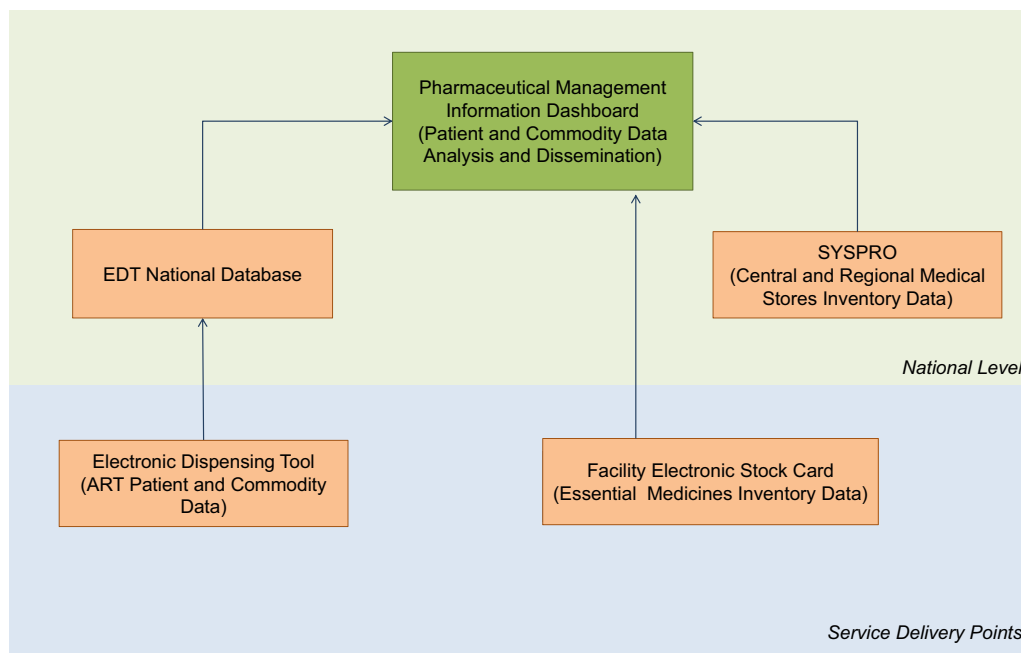 Pharmaceutical Management
Information Dashboard
(Patient and Commodity Data
Analysis and Dissemination)
EDT National Database
SYSPRO
(Central and Regional Medical
Stores Inventory Data)
National Level
Electronic Dispensing Tool
(ART Patient and Commodity
Data)
Facility Electronic Stock Card
(Essential  Medicines Inventory Data)
Service Delivery Points